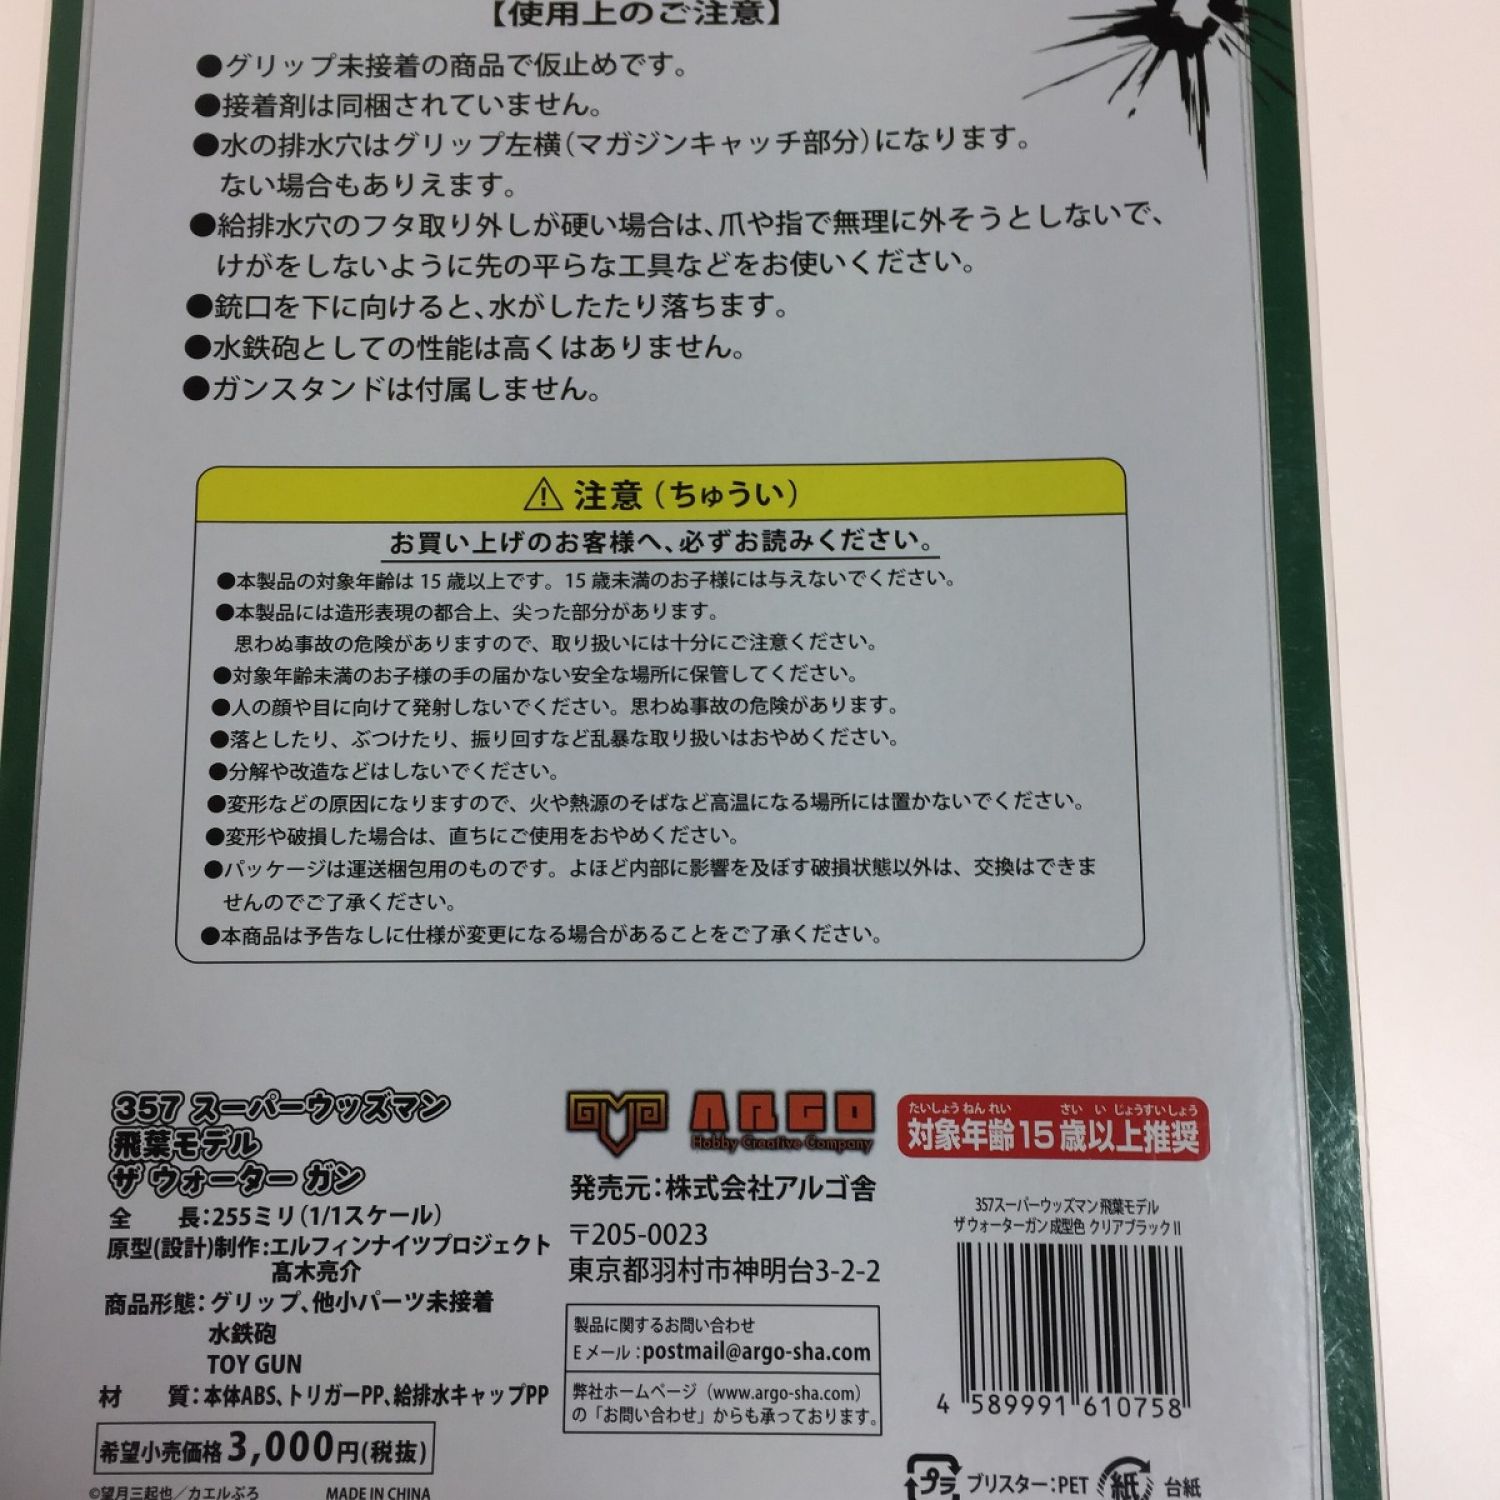 【使用上のご注意】
●グリップ未接着の商品で仮止めです。
●接着剤は同梱されていません。
●水の排水穴はグリップ左横(マガジンキャッチ部分)になります。
ない場合もありえます。
●給排水穴のフタ取り外しが硬い場合は、爪や指で無理に外そうとしないで、
けがをしないように先の平らな工具などをお使いください。
●銃口を下に向けると、水がしたたり落ちます。
●水鉄砲としての性能は高くはありません。
●ガンスタンドは付属しません。
⚠ 注意(ちゅうい)
お買い上げのお客様へ、必ずお読みください。
●本製品の対象年齢は15歳以上です。15歳未満のお子様には与えないでください。
●本製品には造形表現の都合上、尖った部分があります。
思わぬ事故の危険がありますので、取り扱いには十分にご注意ください。
●対象年齢未満のお子様の手の届かない安全な場所に保管してください。
●人の顔や目に向けて発射しないでください。思わぬ事故の危険があります。
●落としたり、ぶつけたり、振り回すなど乱暴な取り扱いはおやめください。
●分解や改造などはしないでください。
●変形などの原因になりますので、火や熱源のそばなど高温になる場所には置かないでください。
●変形や破損した場合は、直ちにご使用をおやめください。
●パッケージは運送梱包用のものです。よほど内部に影響を及ぼす破損状態以外は、交換はできま
せんのでご了承ください。
●本商品は予告なしに仕様が変更になる場合があることをご了承ください。
357 スーパーウッズマン
飛葉モデル
ザ ウォーター ガン
全 長:255ミリ(1/1スケール)
原型(設計)制作:エルフィンナイツプロジェクト
髙木亮介
商品形態:グリップ、他小パーツ未接着
水鉄砲
TOY GUN
材 質:本体ABS、トリガーPP、給排水キャップPP
希望小売価格3,000円(税抜)
©望月三起也/カエルぷろ MADE IN CHINA
ARGO
Hobby Creative Company
発売元:株式会社アルゴ舎
〒205-0023
東京都羽村市神明台3-2-2
製品に関するお問い合わせ
Eメール:postmail@argo-sha.com
弊社ホームページ(www.argo-sha.com)
の「お問い合わせ」からも承っております。
たいしょうねんれい さい いじょうすいしょう
対象年齢15歳以上推奨
357スーパーウッズマン飛葉モデル
ザウォーターガン成型色 クリアブラックII
4 589991 610758
プラ ブリスター:PET 紙 台紙